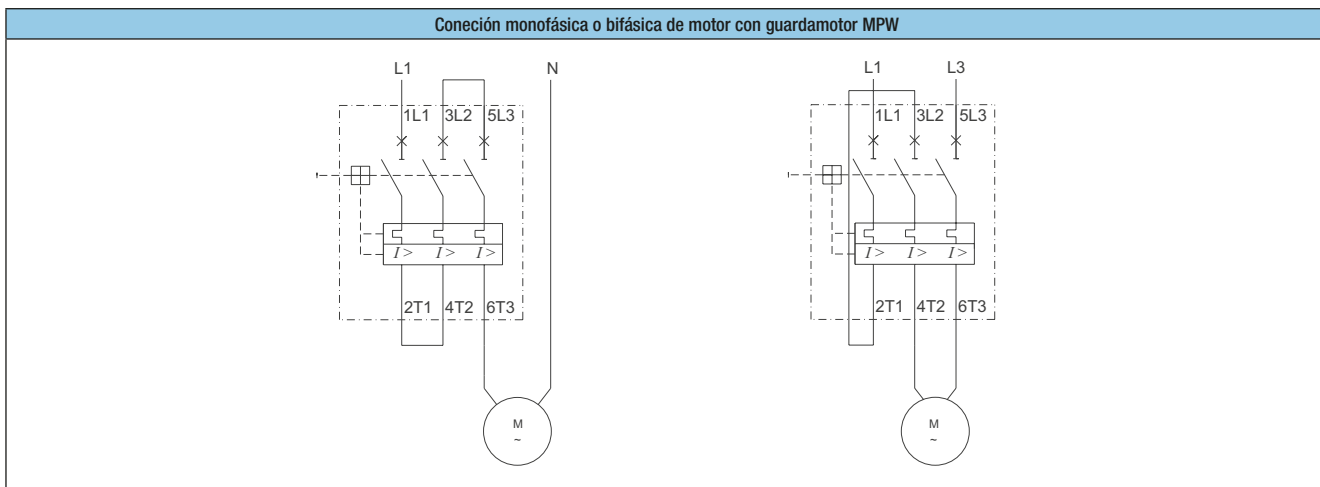 Coneción monofásica o bifásica de motor con guardamotor MPW
L1 N
1L1 3L2 5L3
I > I > I >
2T1 4T2 6T3
M
~
L1 L3
1L1 3L2 5L3
I > I > I >
2T1 4T2 6T3
M
~